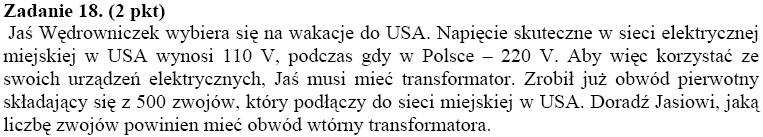 Zadanie 18. (2 pkt)
Jaś Wędrowniczek wybiera się na wakacje do USA. Napięcie skuteczne w sieci elektrycznej
miejskiej w USA wynosi 110 V, podczas gdy w Polsce – 220 V. Aby więc korzystać ze
swoich urządzeń elektrycznych, Jaś musi mieć transformator. Zrobił już obwód pierwotny
składający się z 500 zwojów, który podłączy do sieci miejskiej w USA. Doradź Jasiowi, jaką
liczbę zwojów powinien mieć obwód wtórny transformatora.